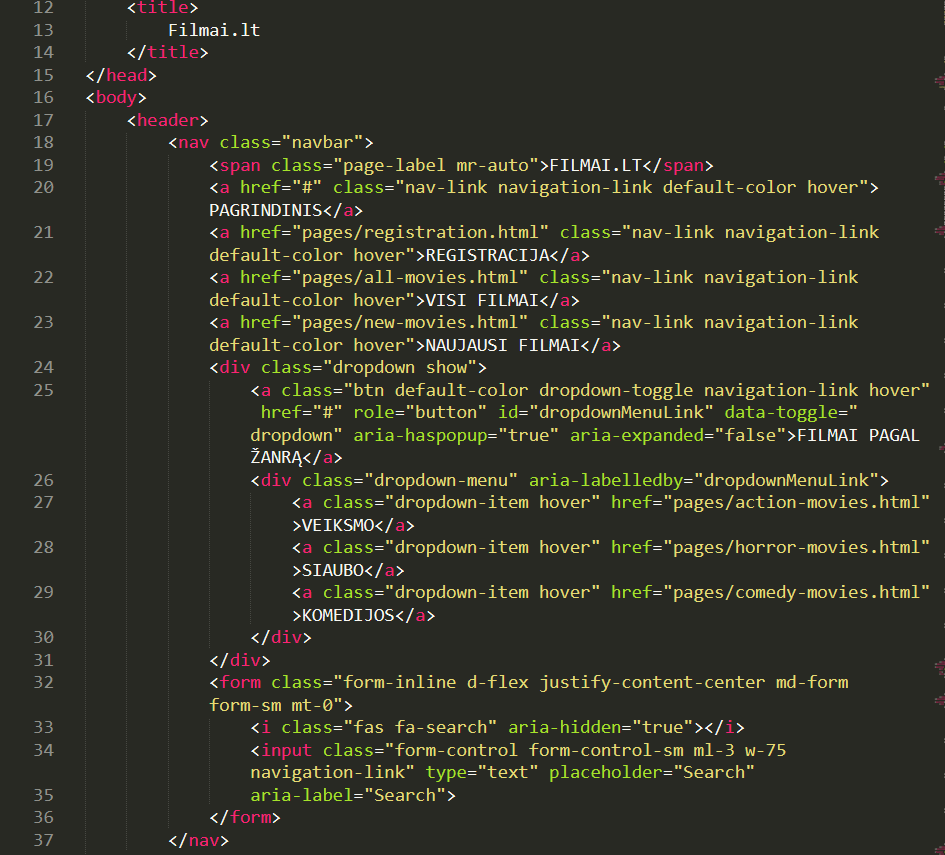 12 <title>
13 Filmai.lt
14 </title>
15 </head>
16 <body>
17 <header>
18 <nav class="navbar">
19 <span class="page-label mr-auto">FILMAI.LT</span>
20 <a href="#" class="nav-link navigation-link default-color hover">
PAGRINDINIS</a>
21 <a href="pages/registration.html" class="nav-link navigation-link
default-color hover">REGISTRACIJA</a>
22 <a href="pages/all-movies.html" class="nav-link navigation-link
default-color hover">VISI FILMAI</a>
23 <a href="pages/new-movies.html" class="nav-link navigation-link
default-color hover">NAUJAUSI FILMAI</a>
24 <div class="dropdown show">
25 <a class="btn default-color dropdown-toggle navigation-link hover"
href="#" role="button" id="dropdownMenuLink" data-toggle="
dropdown" aria-haspopup="true" aria-expanded="false">FILMAI PAGAL
ŽANRĄ</a>
26 <div class="dropdown-menu" aria-labelledby="dropdownMenuLink">
27 <a class="dropdown-item hover" href="pages/action-movies.html"
>VEIKSMO</a>
28 <a class="dropdown-item hover" href="pages/horror-movies.html"
>SIAUBO</a>
29 <a class="dropdown-item hover" href="pages/comedy-movies.html"
>KOMEDIJOS</a>
30 </div>
31 </div>
32 <form class="form-inline d-flex justify-content-center md-form
form-sm mt-0">
33 <i class="fas fa-search" aria-hidden="true"></i>
34 <input class="form-control form-control-sm ml-3 w-75
navigation-link" type="text" placeholder="Search"
35 aria-label="Search">
36 </form>
37 </nav>